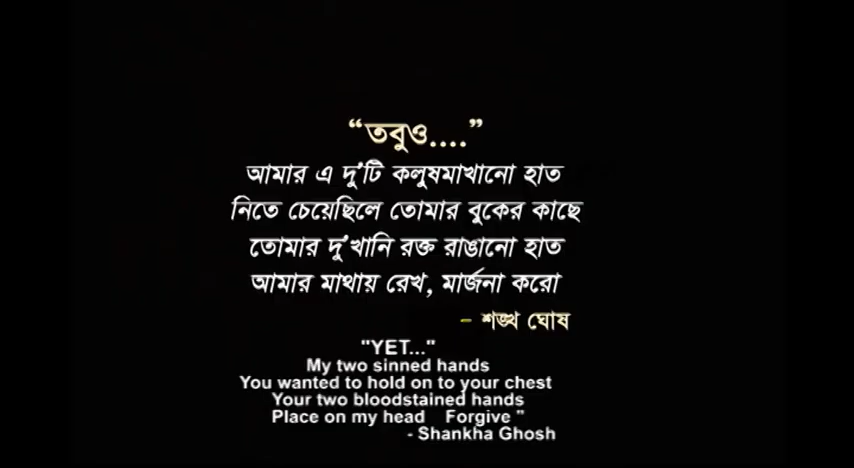 “তবুও....”
আমার এ দু'টি কলুষমাখানো হাত
নিতে চেয়েছিলে তোমার বুকের কাছে
তোমার দু'খানি রক্ত রাঙানো হাত
আমার মাথায় রেখ, মার্জনা করো
– শঙ্খ ঘোষ
"YET..."
My two sinned hands
You wanted to hold on to your chest
Your two bloodstained hands
Place on my head Forgive "
- Shankha Ghosh